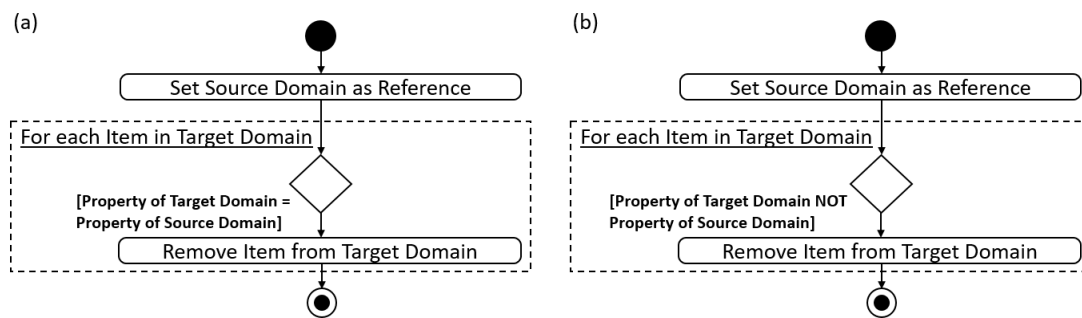 (a)
Set Source Domain as Reference
For each Item in Target Domain
[Property of Target Domain =
Property of Source Domain]
Remove Item from Target Domain
(b)
Set Source Domain as Reference
For each Item in Target Domain
[Property of Target Domain NOT
Property of Source Domain]
Remove Item from Target Domain